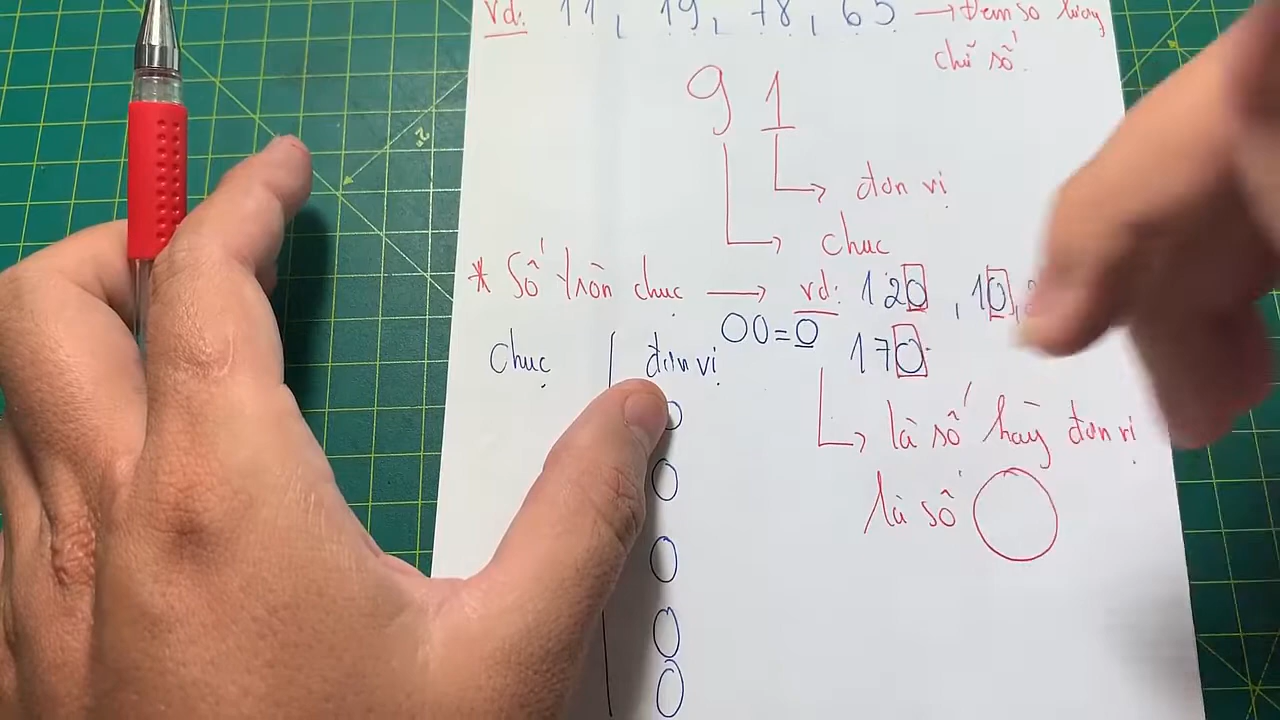 vd: 11, 19, 78, 65 → Đếm số lượng
chữ số.
91
→ đơn vị
→ chục
* Số tròn chục → vd: 120, 10,
00=0
170
Chục | đơn vị
0
0
0
0
0
→ là số hàng đơn vị
là số 0